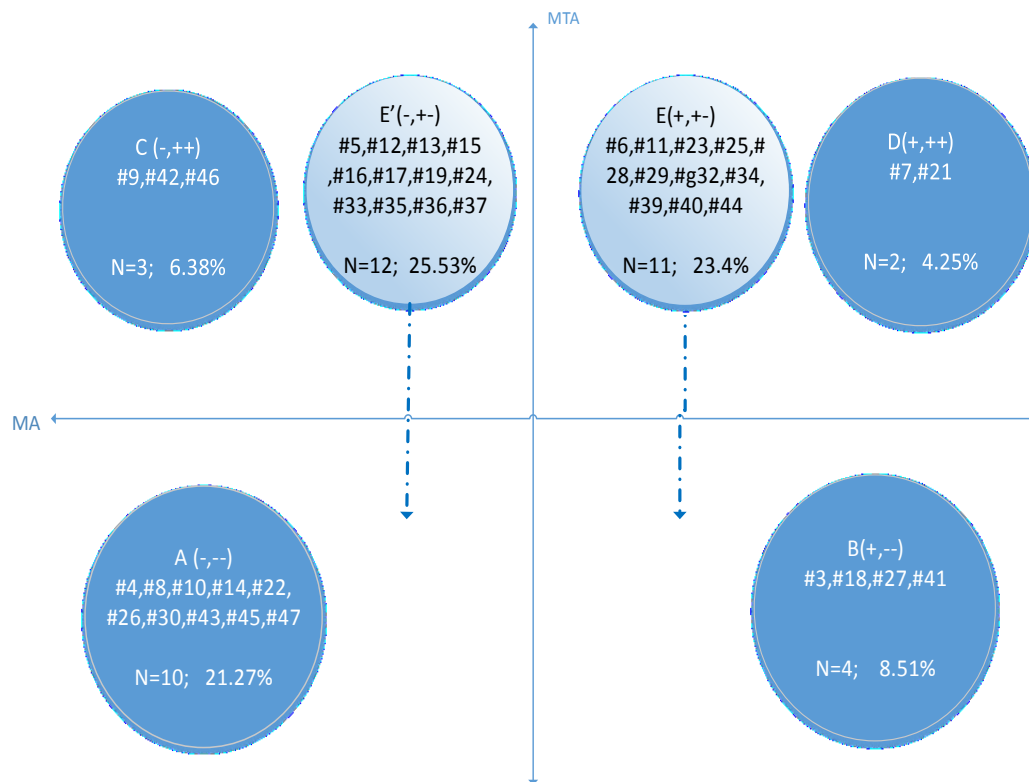 MTA
C (-,++)
#9,#42,#46
N=3; 6.38%
E’(-,+-)
#5,#12,#13,#15
,#16,#17,#19,#24,
#33,#35,#36,#37
N=12; 25.53%
E(+,+-)
#6,#11,#23,#25,#
28,#29,#g32,#34,
#39,#40,#44
N=11; 23.4%
D(+,++)
#7,#21
N=2; 4.25%
MA
A (-,--)
#4,#8,#10,#14,#22,
#26,#30,#43,#45,#47
N=10; 21.27%
B(+,--)
#3,#18,#27,#41
N=4; 8.51%